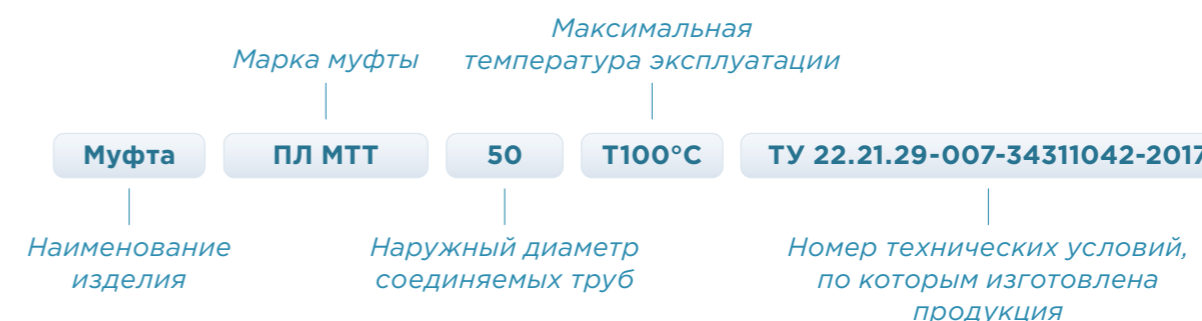 Максимальная
Марка муфты температура эксплуатации
Муфта ПЛ МТТ 50 Т100°С ТУ 22.21.29-007-34311042-2017
Наименование Наружный диаметр Номер технических условий,
изделия соединяемых труб по которым изготовлена
продукция